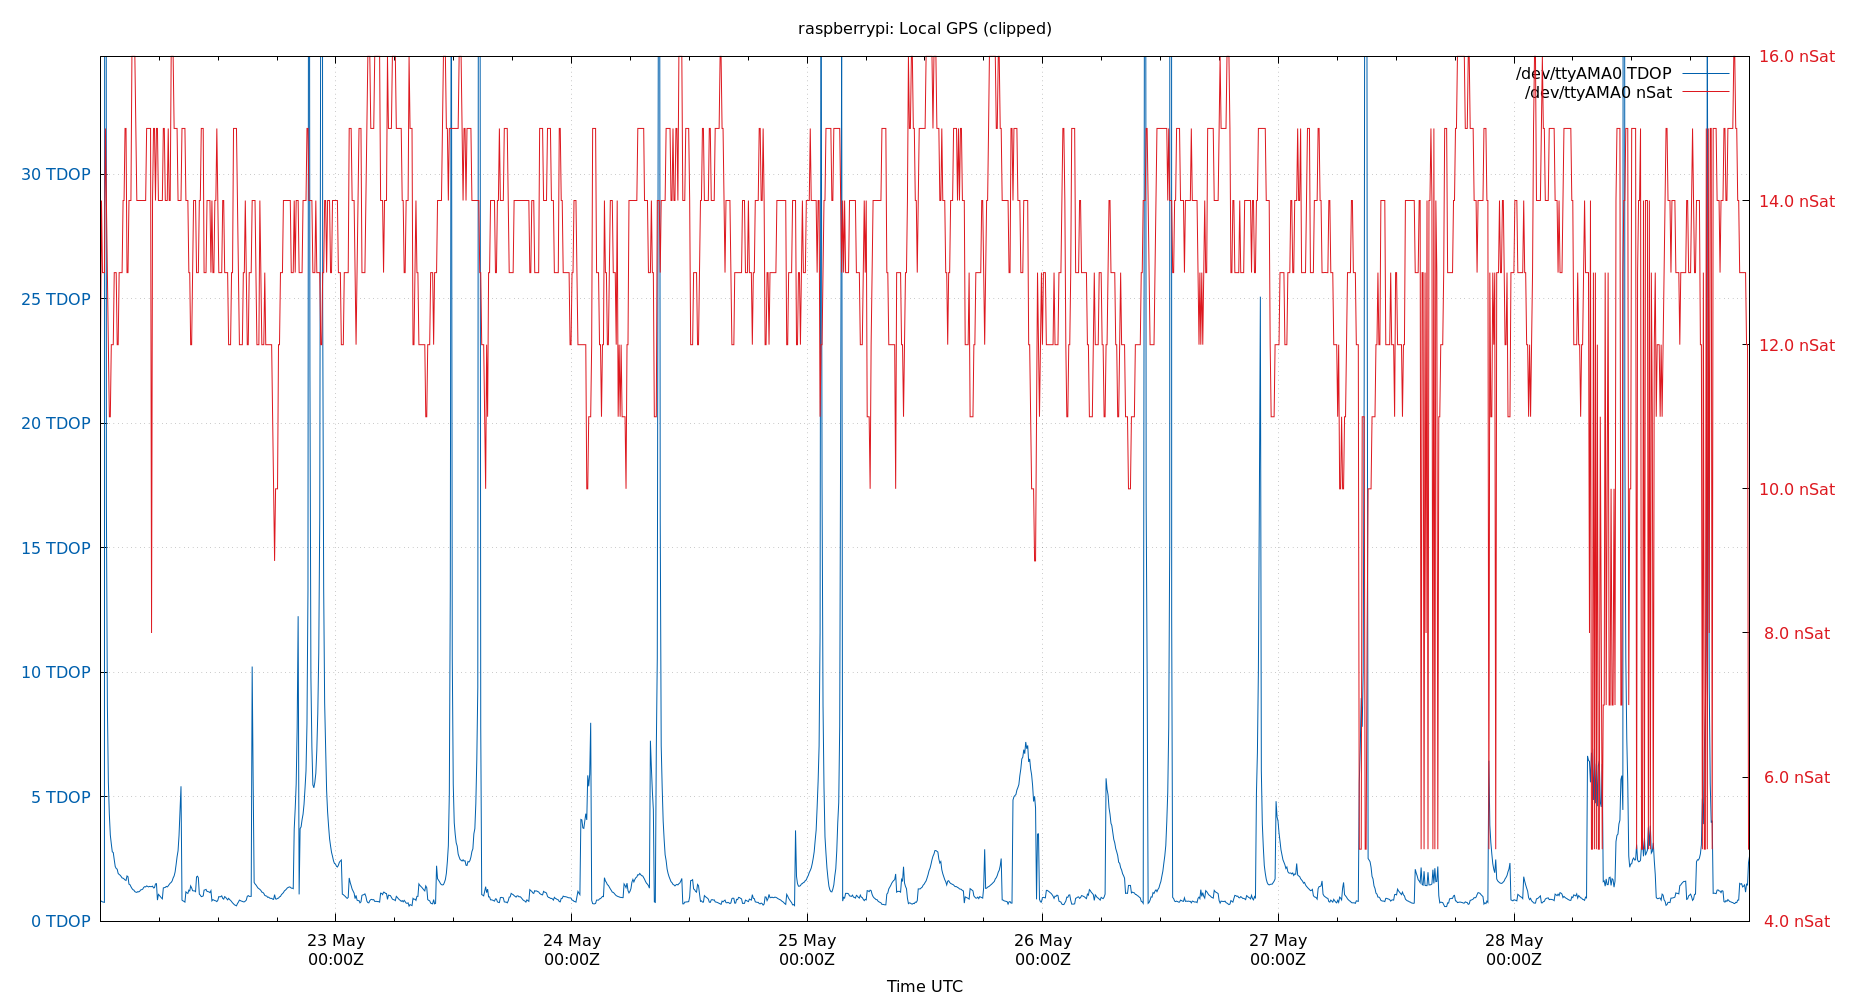 raspberrypi: Local GPS (clipped)
16.0 nSat
/dev/ttyAMA0 TDOP
/dev/ttyAMA0 nSat
30 TDOP
14.0 nSat
25 TDOP
12.0 nSat
20 TDOP
10.0 nSat
15 TDOP
8.0 nSat
10 TDOP
6.0 nSat
5 TDOP
0 TDOP
4.0 nSat
23 May
00:00Z
24 May
00:00Z
25 May
00:00Z
26 May
00:00Z
27 May
00:00Z
28 May
00:00Z
Time UTC